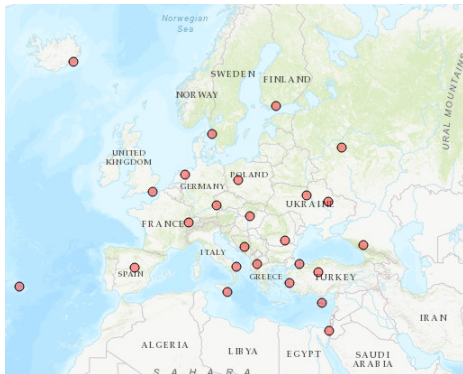 Norwegian
Sea
SWEDEN
FINLAND
NORWAY
URAL MOUNTAINS
UNITED
KINGDOM
POLAND
GERMANY
UKRAINE
FRANCE
ITALY
SPAIN
GREECE
TURKEY
IRAN
ALGERIA
LIBYA
EGYPT
SAUDI
ARABIA
SAHARA